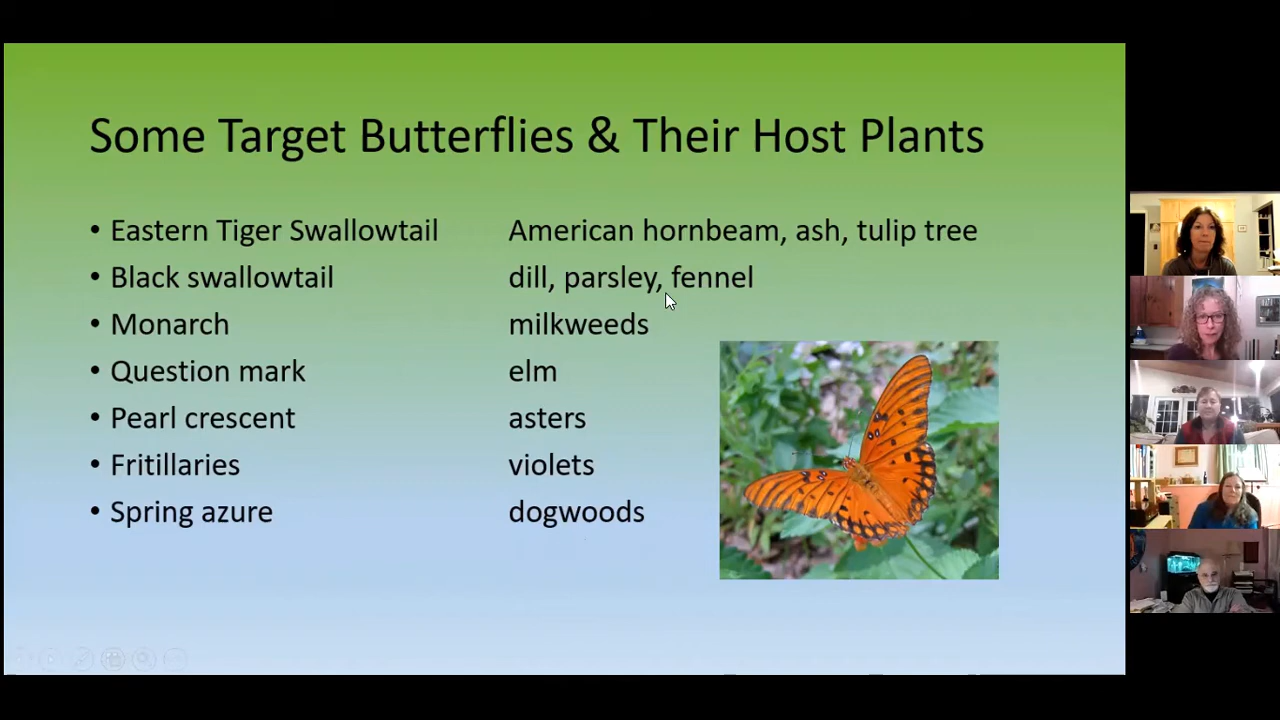 Some Target Butterflies & Their Host Plants
• Eastern Tiger Swallowtail American hornbeam, ash, tulip tree
• Black swallowtail dill, parsley, fennel
• Monarch milkweeds
• Question mark elm
• Pearl crescent asters
• Fritillaries violets
• Spring azure dogwoods